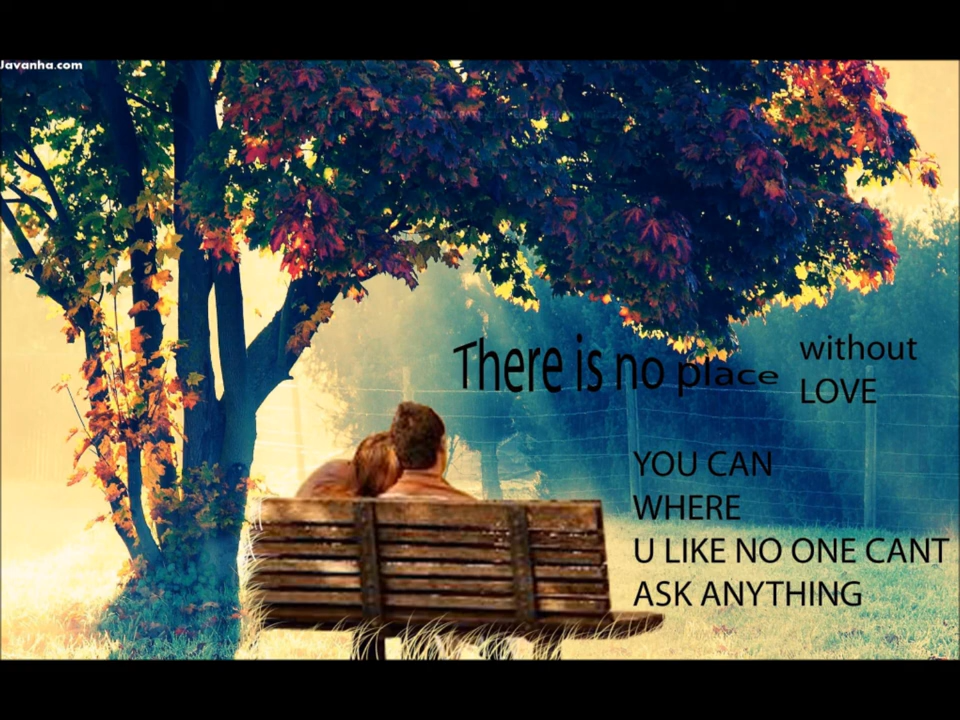 Javanha.com
There is no place
without
LOVE
YOU CAN
WHERE
U LIKE NO ONE CANT
ASK ANYTHING